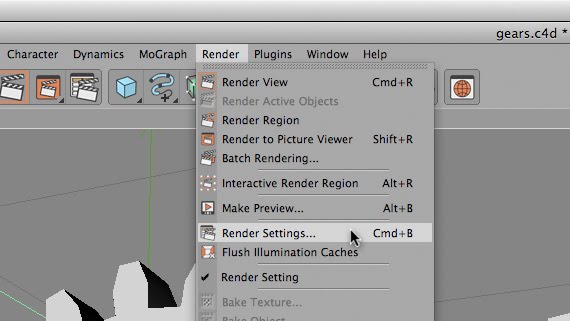 gears.c4d *
Character Dynamics MoGraph Render Plugins Window Help
Render View Cmd+R
Render Active Objects
Render Region
Render to Picture Viewer Shift+R
Batch Rendering...
Interactive Render Region Alt+R
Make Preview... Alt+B
Render Settings... Cmd+B
Flush Illumination Caches
Render Setting
Bake Texture...
Bake Object